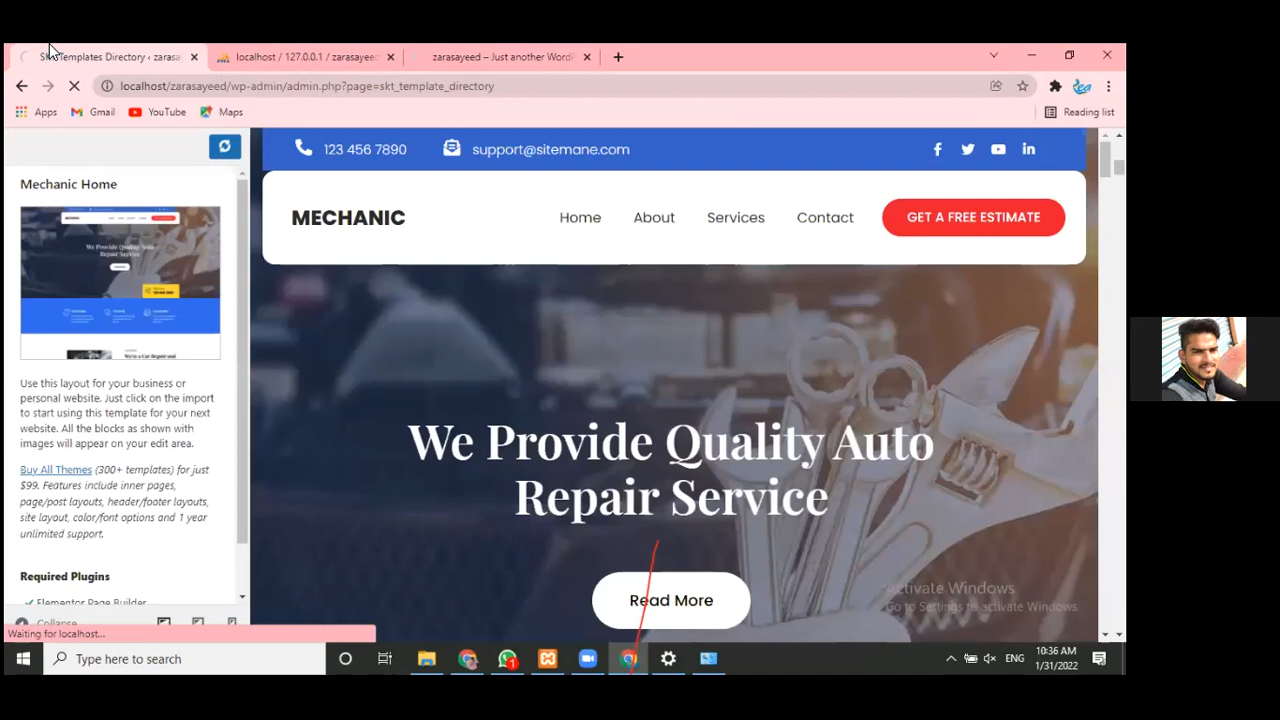 Skt Templates Directory ‹ zarasa
localhost / 127.0.0.1 / zarasayeed
zarasayeed – Just another WordP
localhost/zarasayeed/wp-admin/admin.php?page=skt_template_directory
Apps
Gmail
YouTube
Maps
Reading list
Mechanic Home
Use this layout for your business or
personal website. Just click on the import
to start using this template for your next
website. All the blocks as shown with
images will appear on your edit area.
Buy All Themes (300+ templates) for just
$99. Features include inner pages,
page/post layouts, header/footer layouts,
site layout, color/font options and 1 year
unlimited support.
Required Plugins
✔ Elementor Page Builder
Collapse
Waiting for localhost...
123 456 7890
support@sitemane.com
MECHANIC
Home
About
Services
Contact
GET A FREE ESTIMATE
We Provide Quality Auto
Repair Service
Read More
Activate Windows
Go to Settings to activate Windows.
Type here to search
1
ENG
10:36 AM
1/31/2022